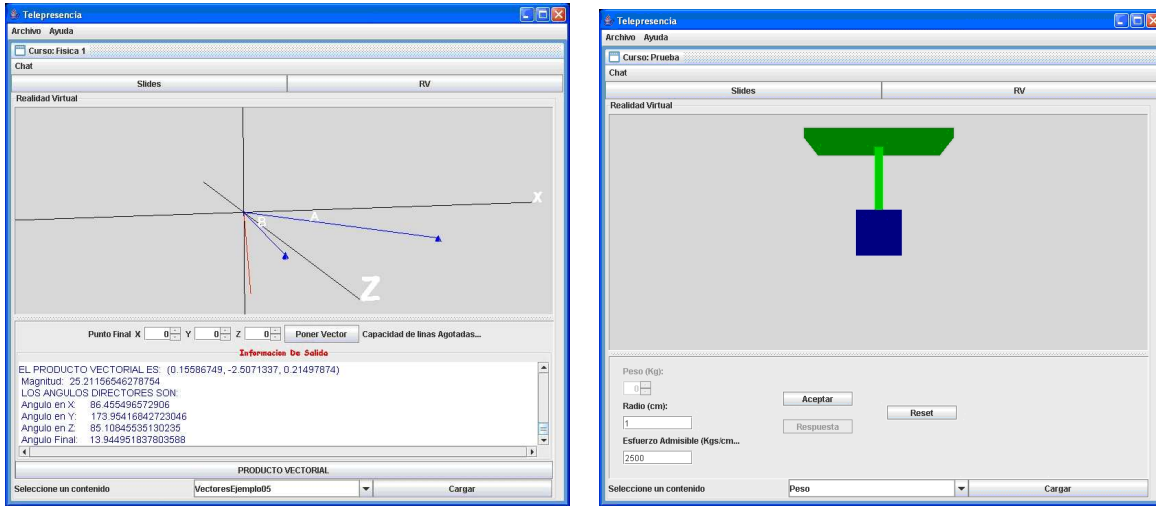 Telepresencia
Archivo Ayuda
Curso: Fisica 1
Chat
Slides RV
Realidad Virtual
X
A
B
Z
Punto Final X 0 Y 0 Z 0 Poner Vector Capacidad de linas Agotadas...
Informacion De Salida
EL PRODUCTO VECTORIAL ES: (0.15586749, -2.5071337, 0.21497874)
Magnitud: 25.21156546278754
LOS ANGULOS DIRECTORES SON:
Angulo en X: 86.455496572906
Angulo en Y: 173.95416842723046
Angulo en Z: 85.10845535130235
Angulo Final: 13.944951837803588
PRODUCTO VECTORIAL
Seleccione un contenido VectoresEjemplo05 Cargar
Telepresencia
Archivo Ayuda
Curso: Prueba
Chat
Slides RV
Realidad Virtual
Peso (Kg):
0
Radio (cm):
1
Esfuerzo Admisible (Kgs/cm...
2500
Aceptar
Respuesta
Reset
Seleccione un contenido Peso Cargar